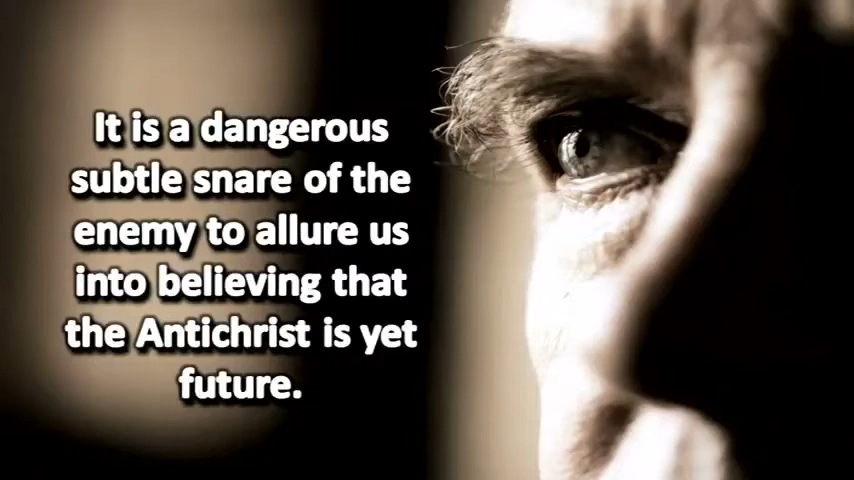 It is a dangerous
subtle snare of the
enemy to allure us
into believing that
the Antichrist is yet
future.